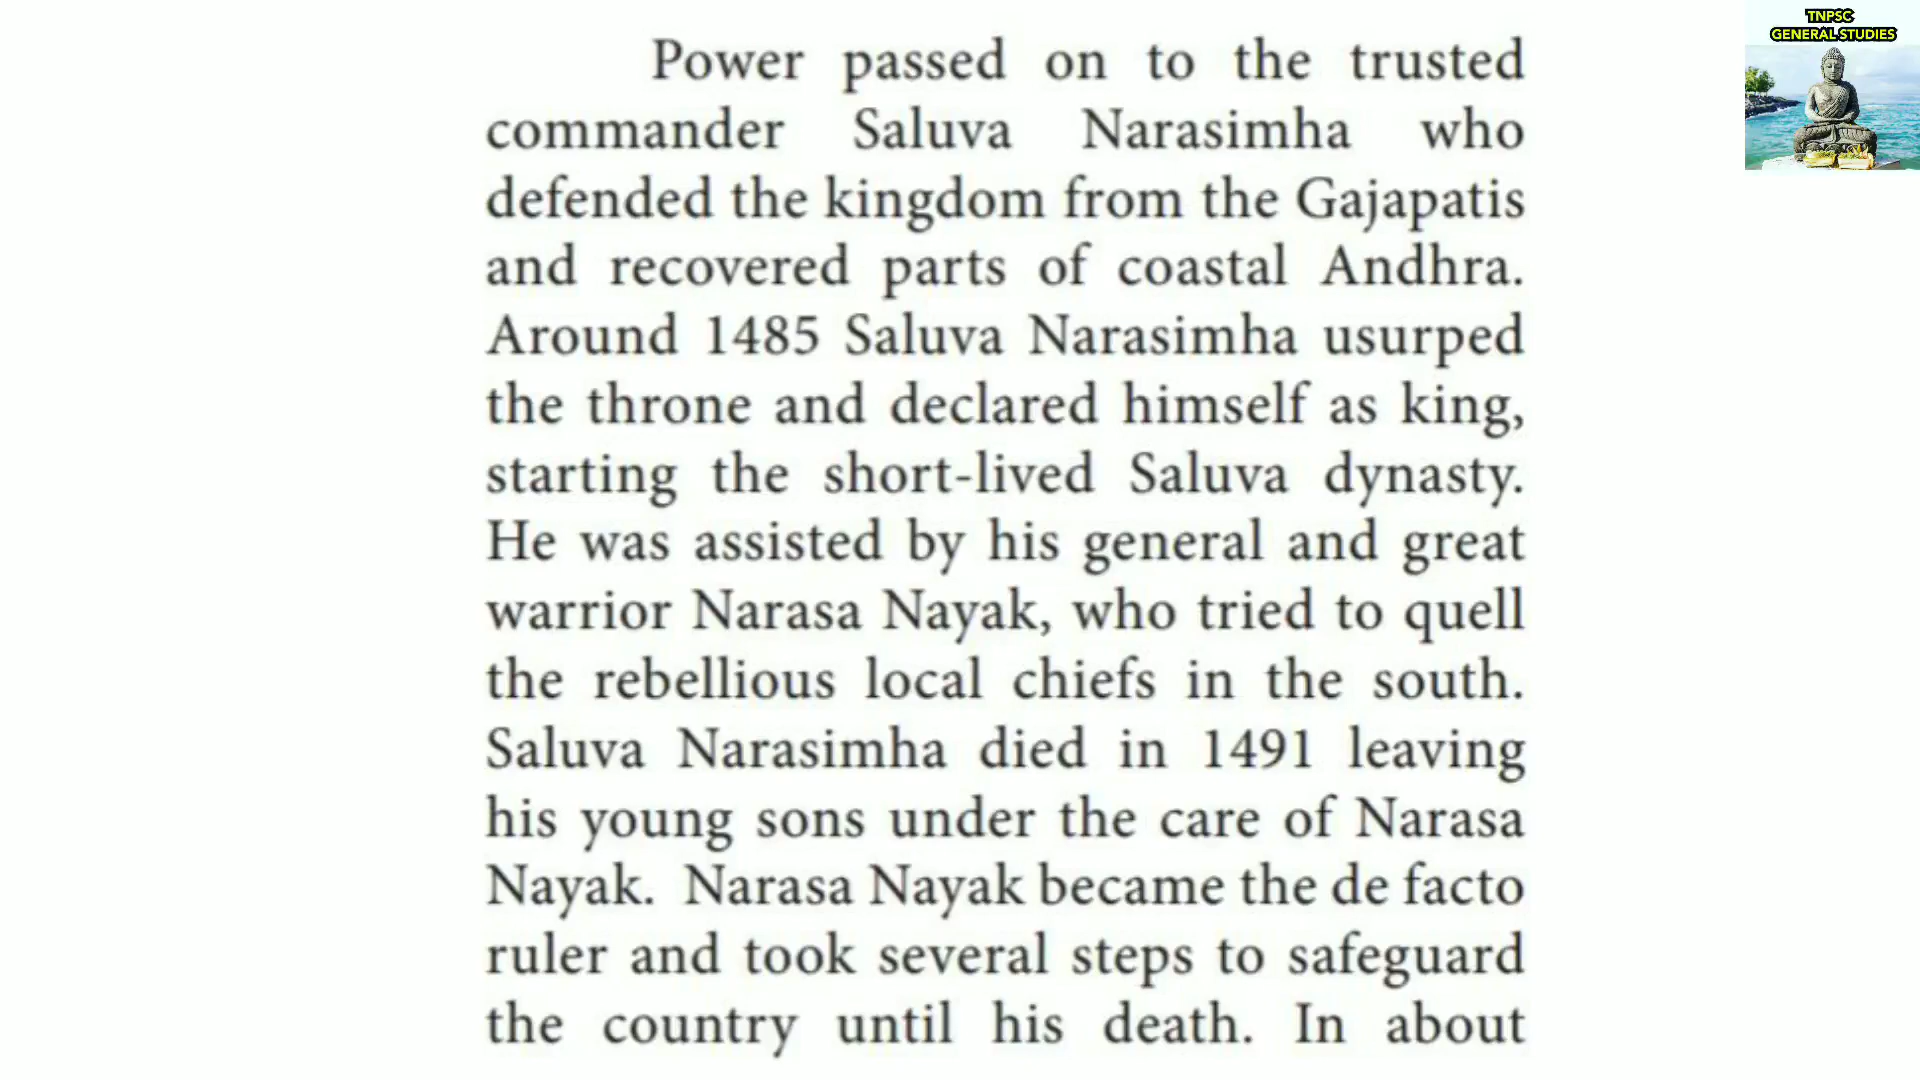 TNPSC
GENERAL STUDIES
Power passed on to the trusted
commander Saluva Narasimha who
defended the kingdom from the Gajapatis
and recovered parts of coastal Andhra.
Around 1485 Saluva Narasimha usurped
the throne and declared himself as king,
starting the short-lived Saluva dynasty.
He was assisted by his general and great
warrior Narasa Nayak, who tried to quell
the rebellious local chiefs in the south.
Saluva Narasimha died in 1491 leaving
his young sons under the care of Narasa
Nayak. Narasa Nayak became the de facto
ruler and took several steps to safeguard
the country until his death. In about